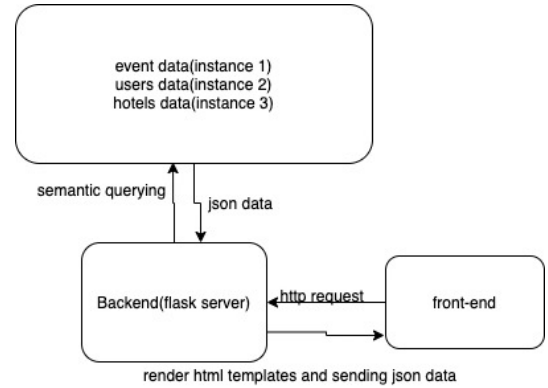 event data(instance 1)
users data(instance 2)
hotels data(instance 3)
semantic querying
json data
Backend(flask server)
http request
front-end
render html templates and sending json data